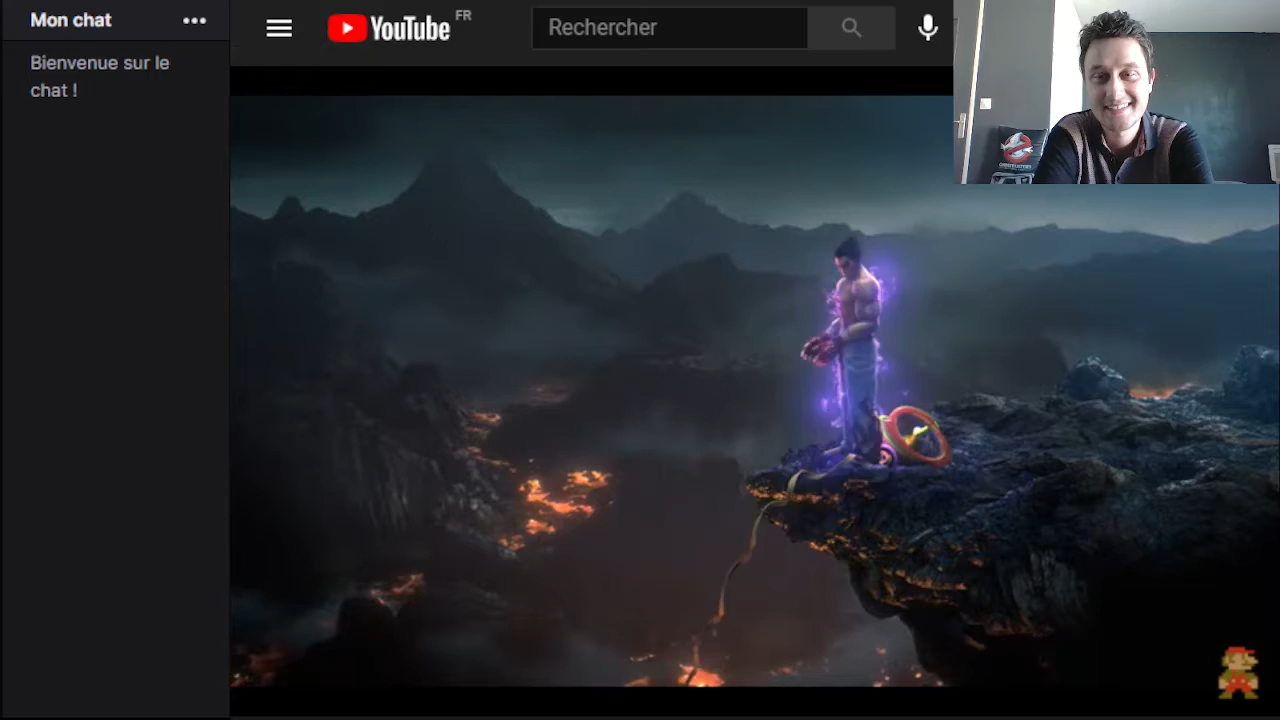 Mon chat
Bienvenue sur le
chat !
YouTube FR
Rechercher